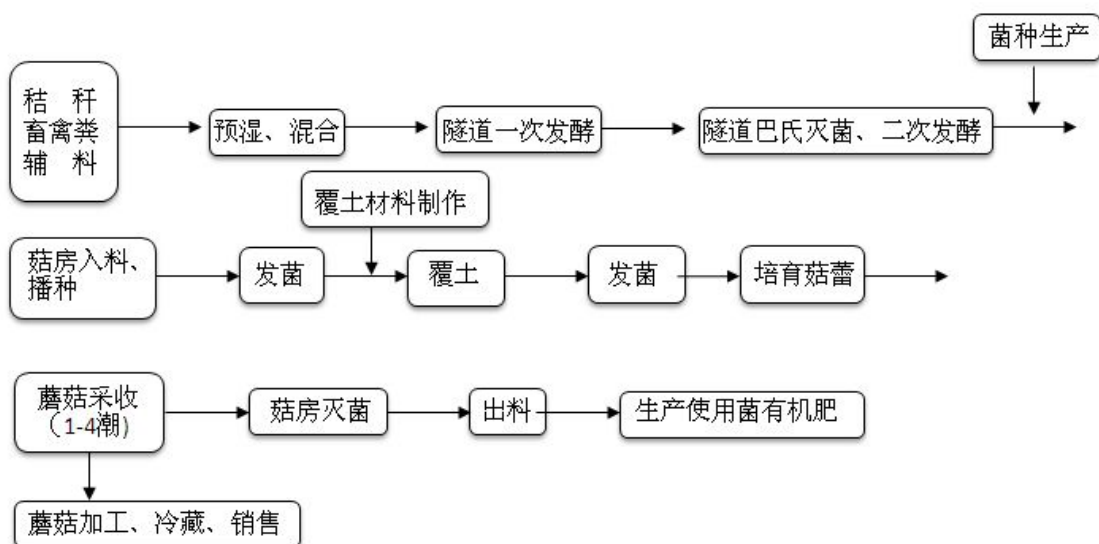 菌种生产
秸 秆
畜禽粪
辅 料
预湿、混合
隧道一次发酵
隧道巴氏灭菌、二次发酵
覆土材料制作
菇房入料、
播种
发菌
覆土
发菌
培育菇蕾
蘑菇采收
（1-4潮）
菇房灭菌
出料
生产使用菌有机肥
蘑菇加工、冷藏、销售